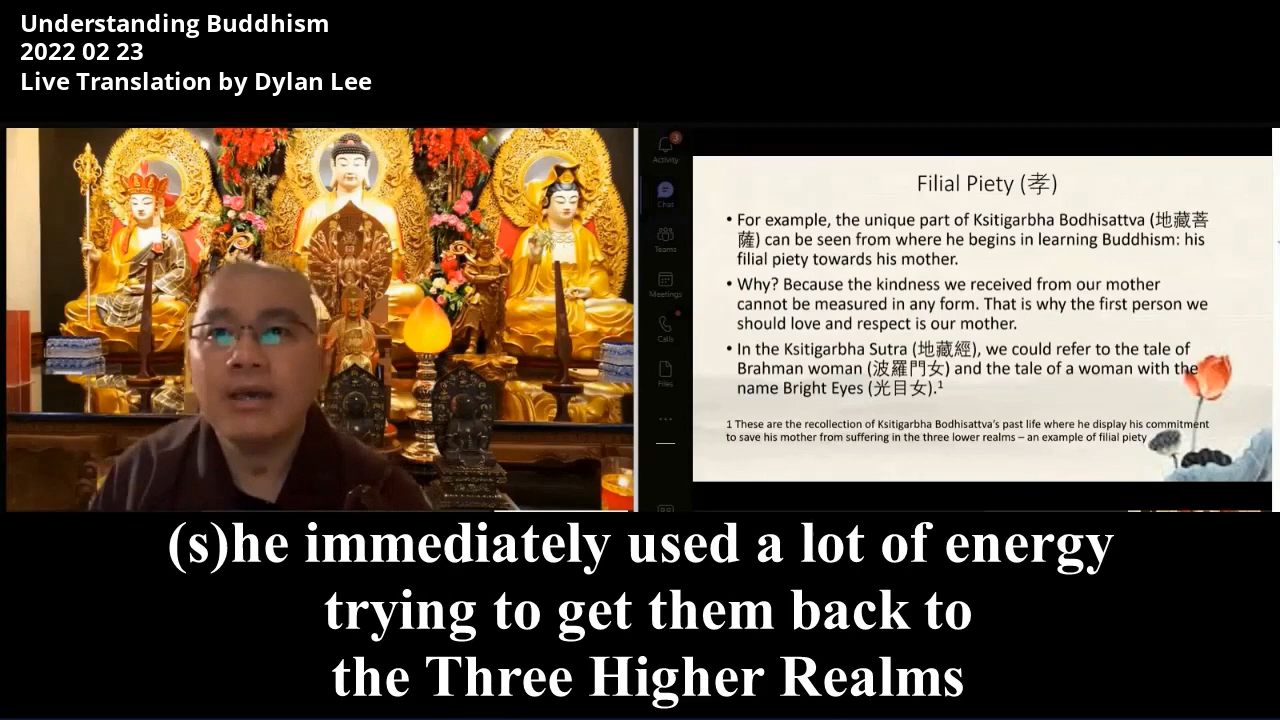 Understanding Buddhism
2022 02 23
Live Translation by Dylan Lee
3
Activity
Chat
Teams
Meetings
Calls
Files
Filial Piety (孝)
• For example, the unique part of Ksitigarbha Bodhisattva (地藏菩
薩) can be seen from where he begins in learning Buddhism: his
filial piety towards his mother.
• Why? Because the kindness we received from our mother
cannot be measured in any form. That is why the first person we
should love and respect is our mother.
• In the Ksitigarbha Sutra (地藏經), we could refer to the tale of
Brahman woman (波羅門女) and the tale of a woman with the
name Bright Eyes (光目女).¹
1 These are the recollection of Ksitigarbha Bodhisattva's past life where he display his commitment
to save his mother from suffering in the three lower realms – an example of filial piety
(s)he immediately used a lot of energy
trying to get them back to
the Three Higher Realms